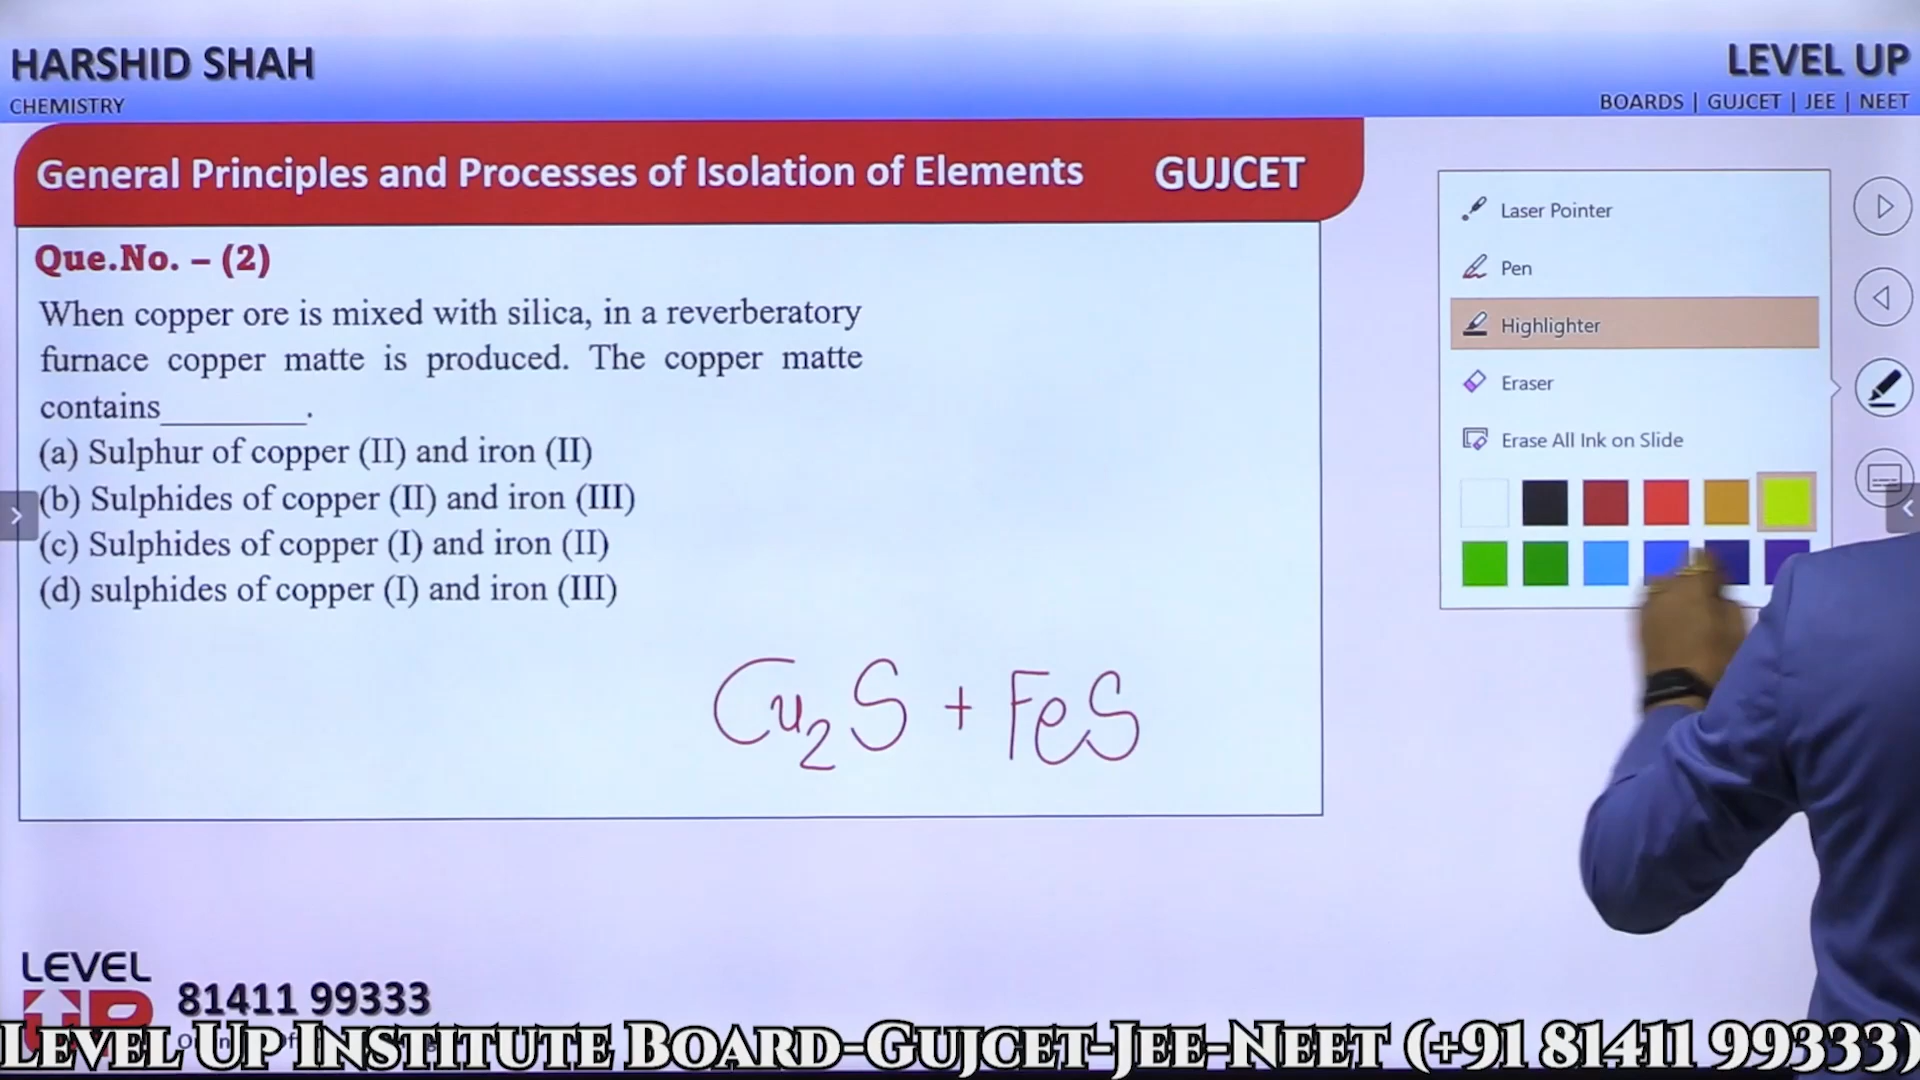 HARSHID SHAH
CHEMISTRY
LEVEL UP
BOARDS | GUJCET | JEE | NEET
General Principles and Processes of Isolation of Elements GUJCET
Que.No. – (2)
When copper ore is mixed with silica, in a reverberatory
furnace copper matte is produced. The copper matte
contains________.
(a) Sulphur of copper (II) and iron (II)
(b) Sulphides of copper (II) and iron (III)
(c) Sulphides of copper (I) and iron (II)
(d) sulphides of copper (I) and iron (III)
Cu₂S + FeS
Laser Pointer
Pen
Highlighter
Eraser
Erase All Ink on Slide
LEVEL
UP
81411 99333
Level Up Institute Board-Gujcet-Jee-Neet (+91 81411 99333)